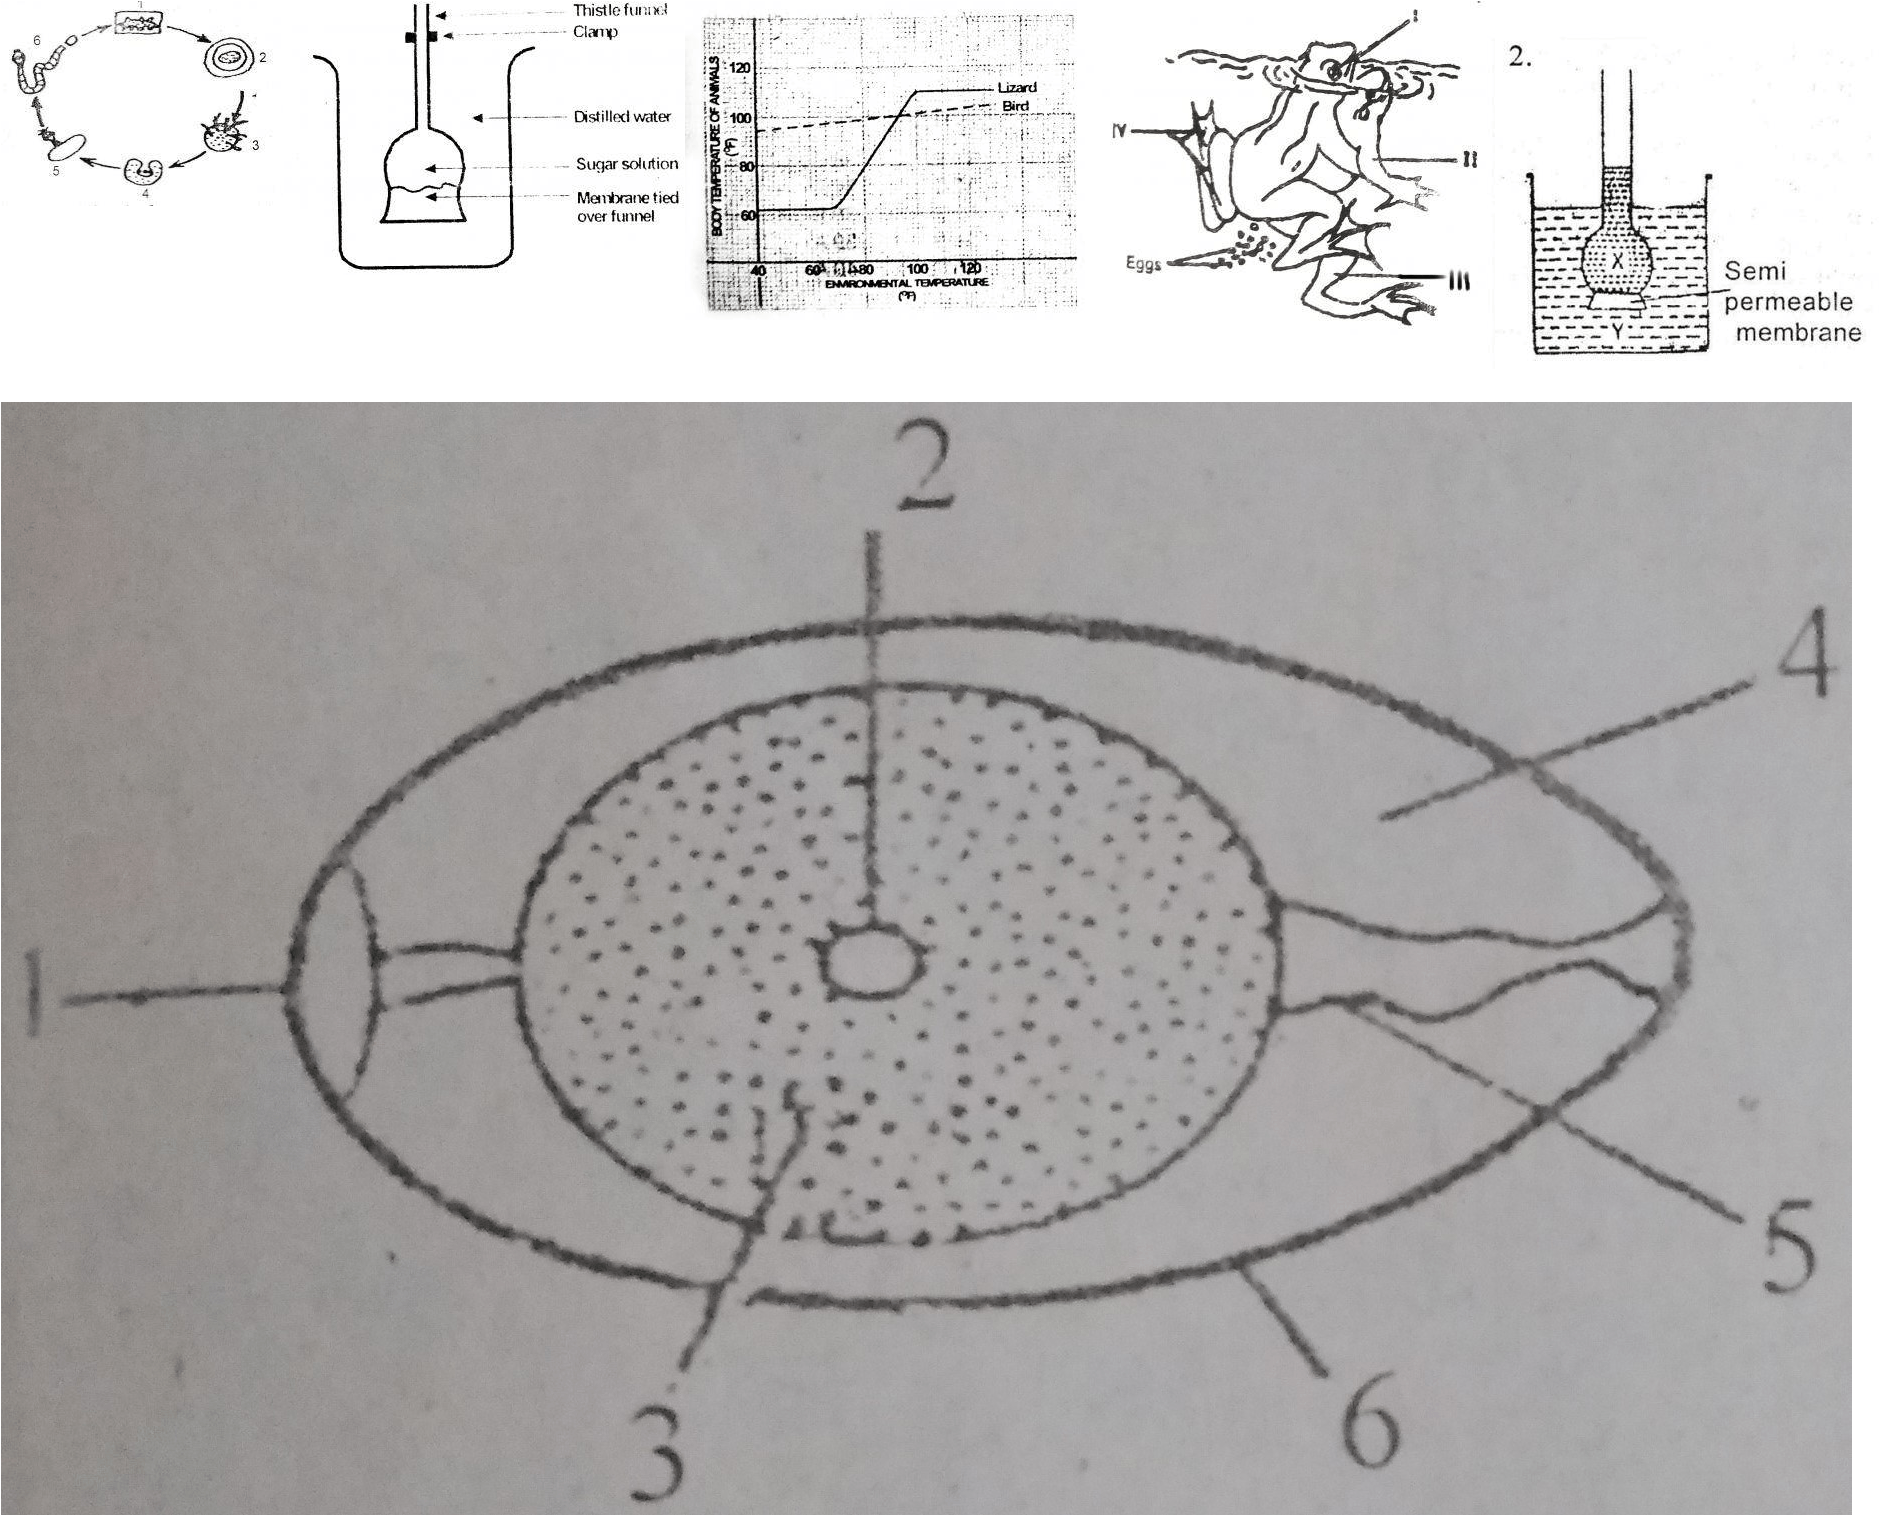 1
6
2
3
5
4
Thistle funnel
Clamp
Distilled water
Sugar solution
Membrane tied
over funnel
BODY TEMPERATURE OF ANIMALS
(°F)
120
100
80
60
Lizard
Bird
40 60 80 100 120
ENVIRONMENTAL TEMPERATURE
(°F)
I
IV
II
Eggs
III
2.
X
Y
Semi
permeable
membrane
2
4
1
5
3
6